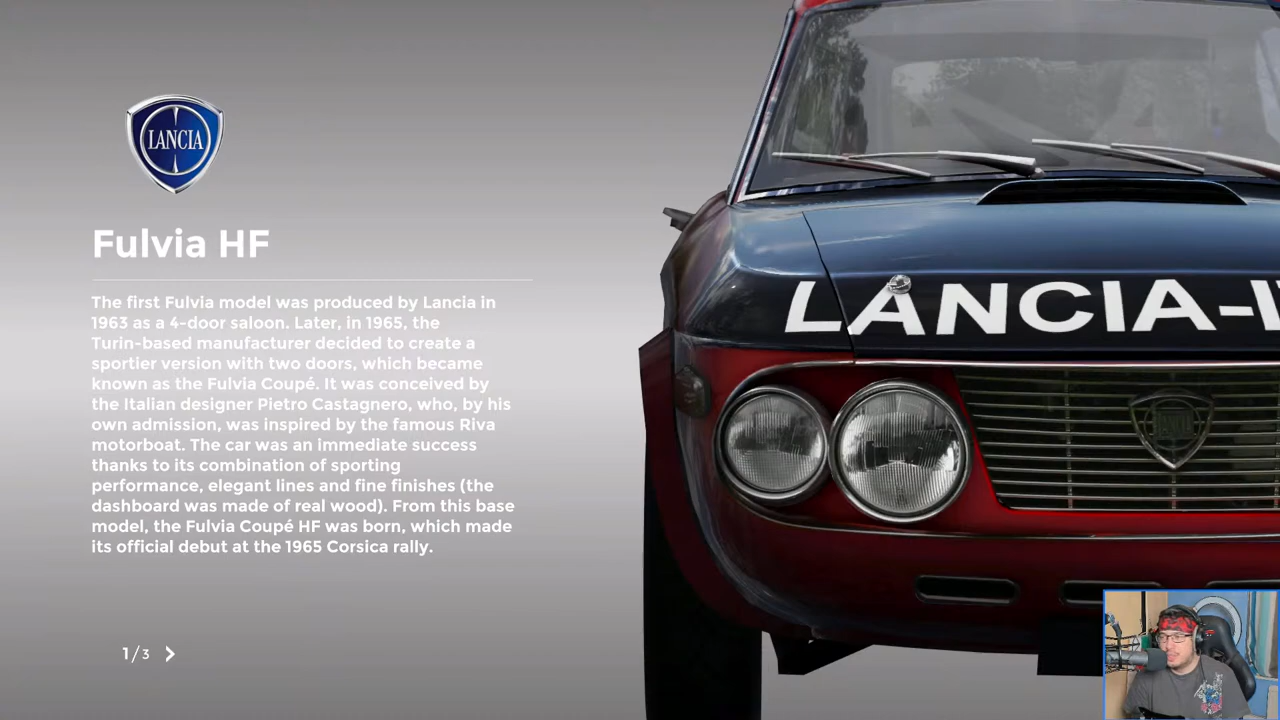 LANCIA
Fulvia HF
The first Fulvia model was produced by Lancia in
1963 as a 4-door saloon. Later, in 1965, the
Turin-based manufacturer decided to create a
sportier version with two doors, which became
known as the Fulvia Coupé. It was conceived by
the Italian designer Pietro Castagnero, who, by his
own admission, was inspired by the famous Riva
motorboat. The car was an immediate success
thanks to its combination of sporting
performance, elegant lines and fine finishes (the
dashboard was made of real wood). From this base
model, the Fulvia Coupé HF was born, which made
its official debut at the 1965 Corsica rally.
1/3
LANCIA-I
LANCIA